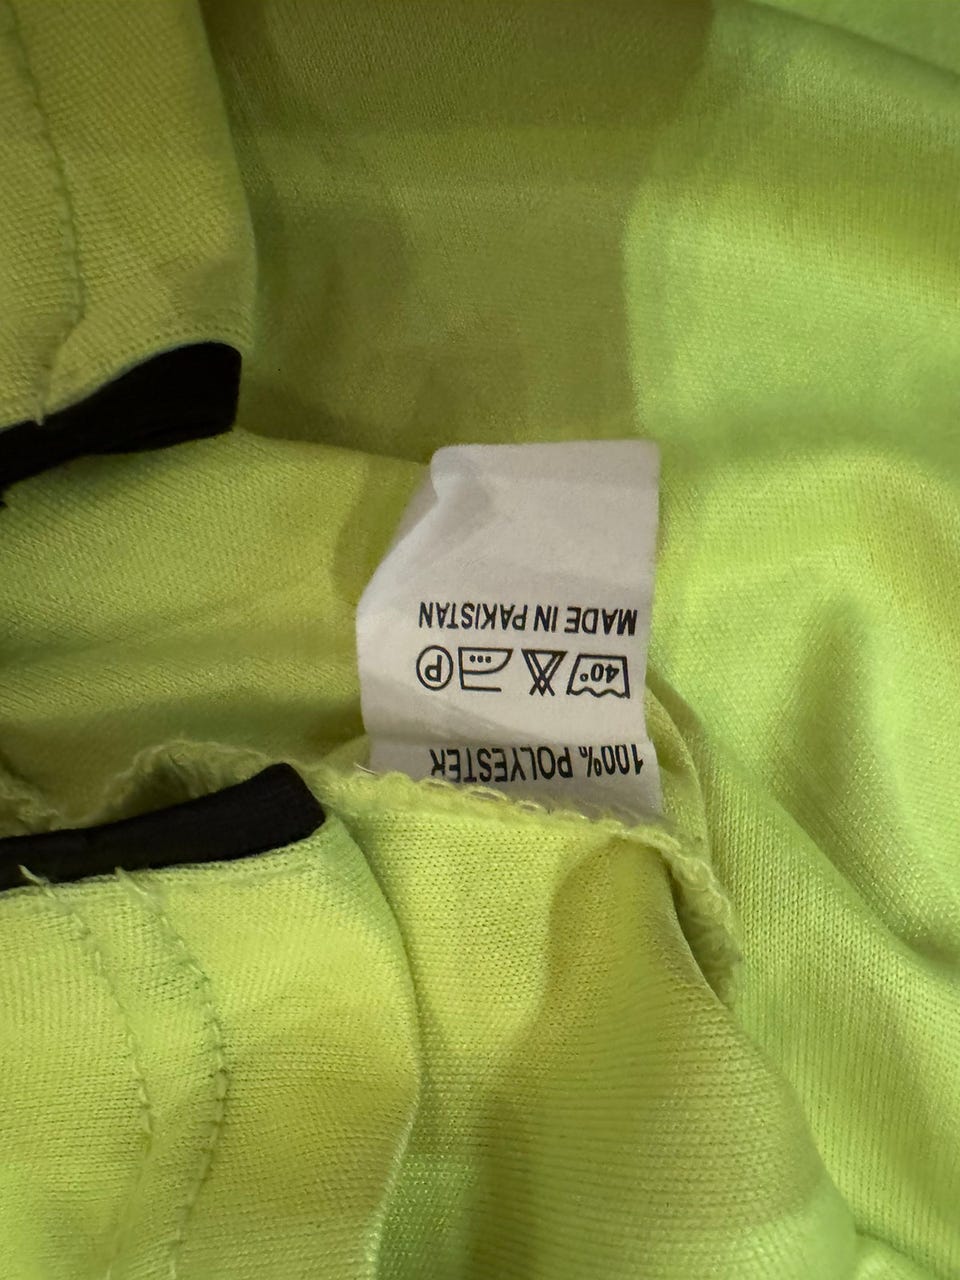 100% POLYESTER
40° P
MADE IN PAKISTAN